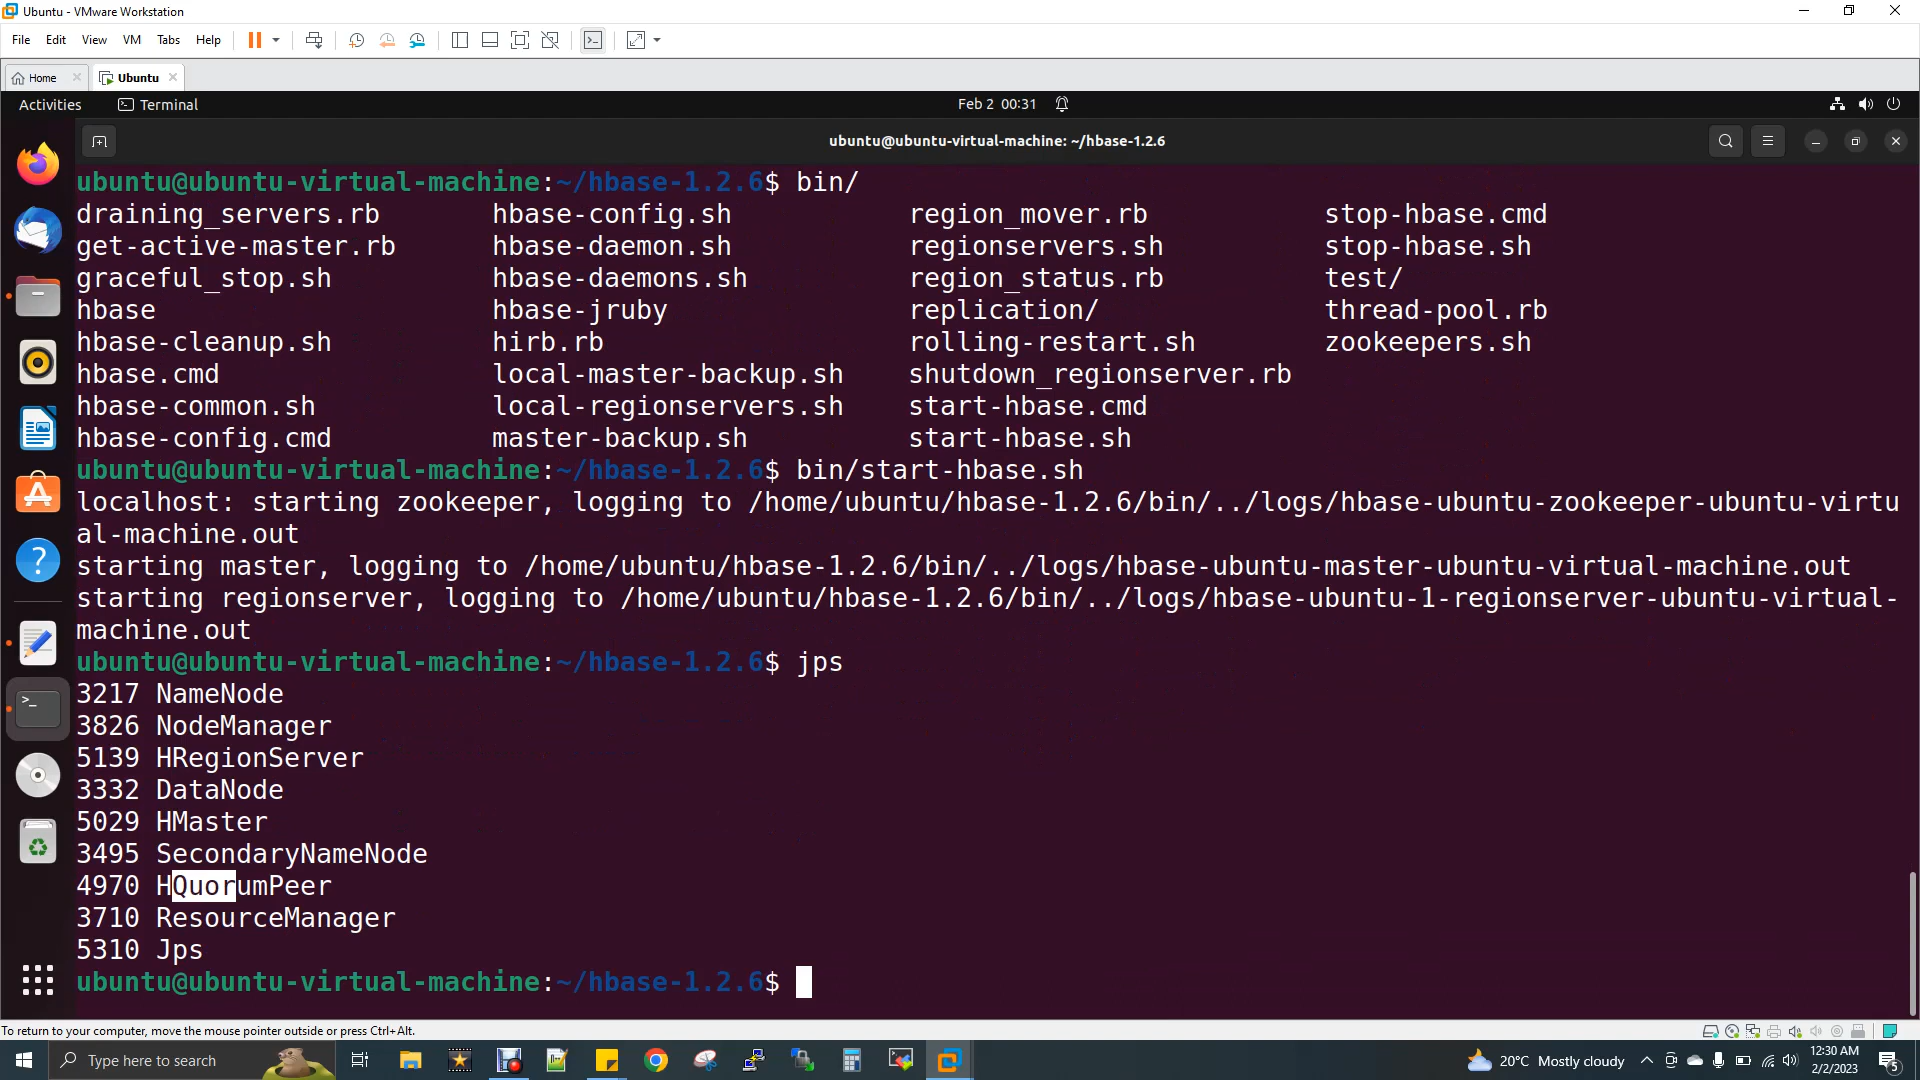 Ubuntu - VMware Workstation
File Edit View VM Tabs Help
Home
Ubuntu
Activities Terminal Feb 2 00:31
ubuntu@ubuntu-virtual-machine: ~/hbase-1.2.6
ubuntu@ubuntu-virtual-machine:~/hbase-1.2.6$ bin/
draining_servers.rb hbase-config.sh region_mover.rb stop-hbase.cmd
get-active-master.rb hbase-daemon.sh regionservers.sh stop-hbase.sh
graceful_stop.sh hbase-daemons.sh region_status.rb test/
hbase hbase-jruby replication/ thread-pool.rb
hbase-cleanup.sh hirb.rb rolling-restart.sh zookeepers.sh
hbase.cmd local-master-backup.sh shutdown_regionserver.rb
hbase-common.sh local-regionservers.sh start-hbase.cmd
hbase-config.cmd master-backup.sh start-hbase.sh
ubuntu@ubuntu-virtual-machine:~/hbase-1.2.6$ bin/start-hbase.sh
localhost: starting zookeeper, logging to /home/ubuntu/hbase-1.2.6/bin/../logs/hbase-ubuntu-zookeeper-ubuntu-virtu
al-machine.out
starting master, logging to /home/ubuntu/hbase-1.2.6/bin/../logs/hbase-ubuntu-master-ubuntu-virtual-machine.out
starting regionserver, logging to /home/ubuntu/hbase-1.2.6/bin/../logs/hbase-ubuntu-1-regionserver-ubuntu-virtual-
machine.out
ubuntu@ubuntu-virtual-machine:~/hbase-1.2.6$ jps
3217 NameNode
3826 NodeManager
5139 HRegionServer
3332 DataNode
5029 HMaster
3495 SecondaryNameNode
4970 HQuorumPeer
3710 ResourceManager
5310 Jps
ubuntu@ubuntu-virtual-machine:~/hbase-1.2.6$
To return to your computer, move the mouse pointer outside or press Ctrl+Alt.
Type here to search
20°C Mostly cloudy
12:30 AM
2/2/2023
5